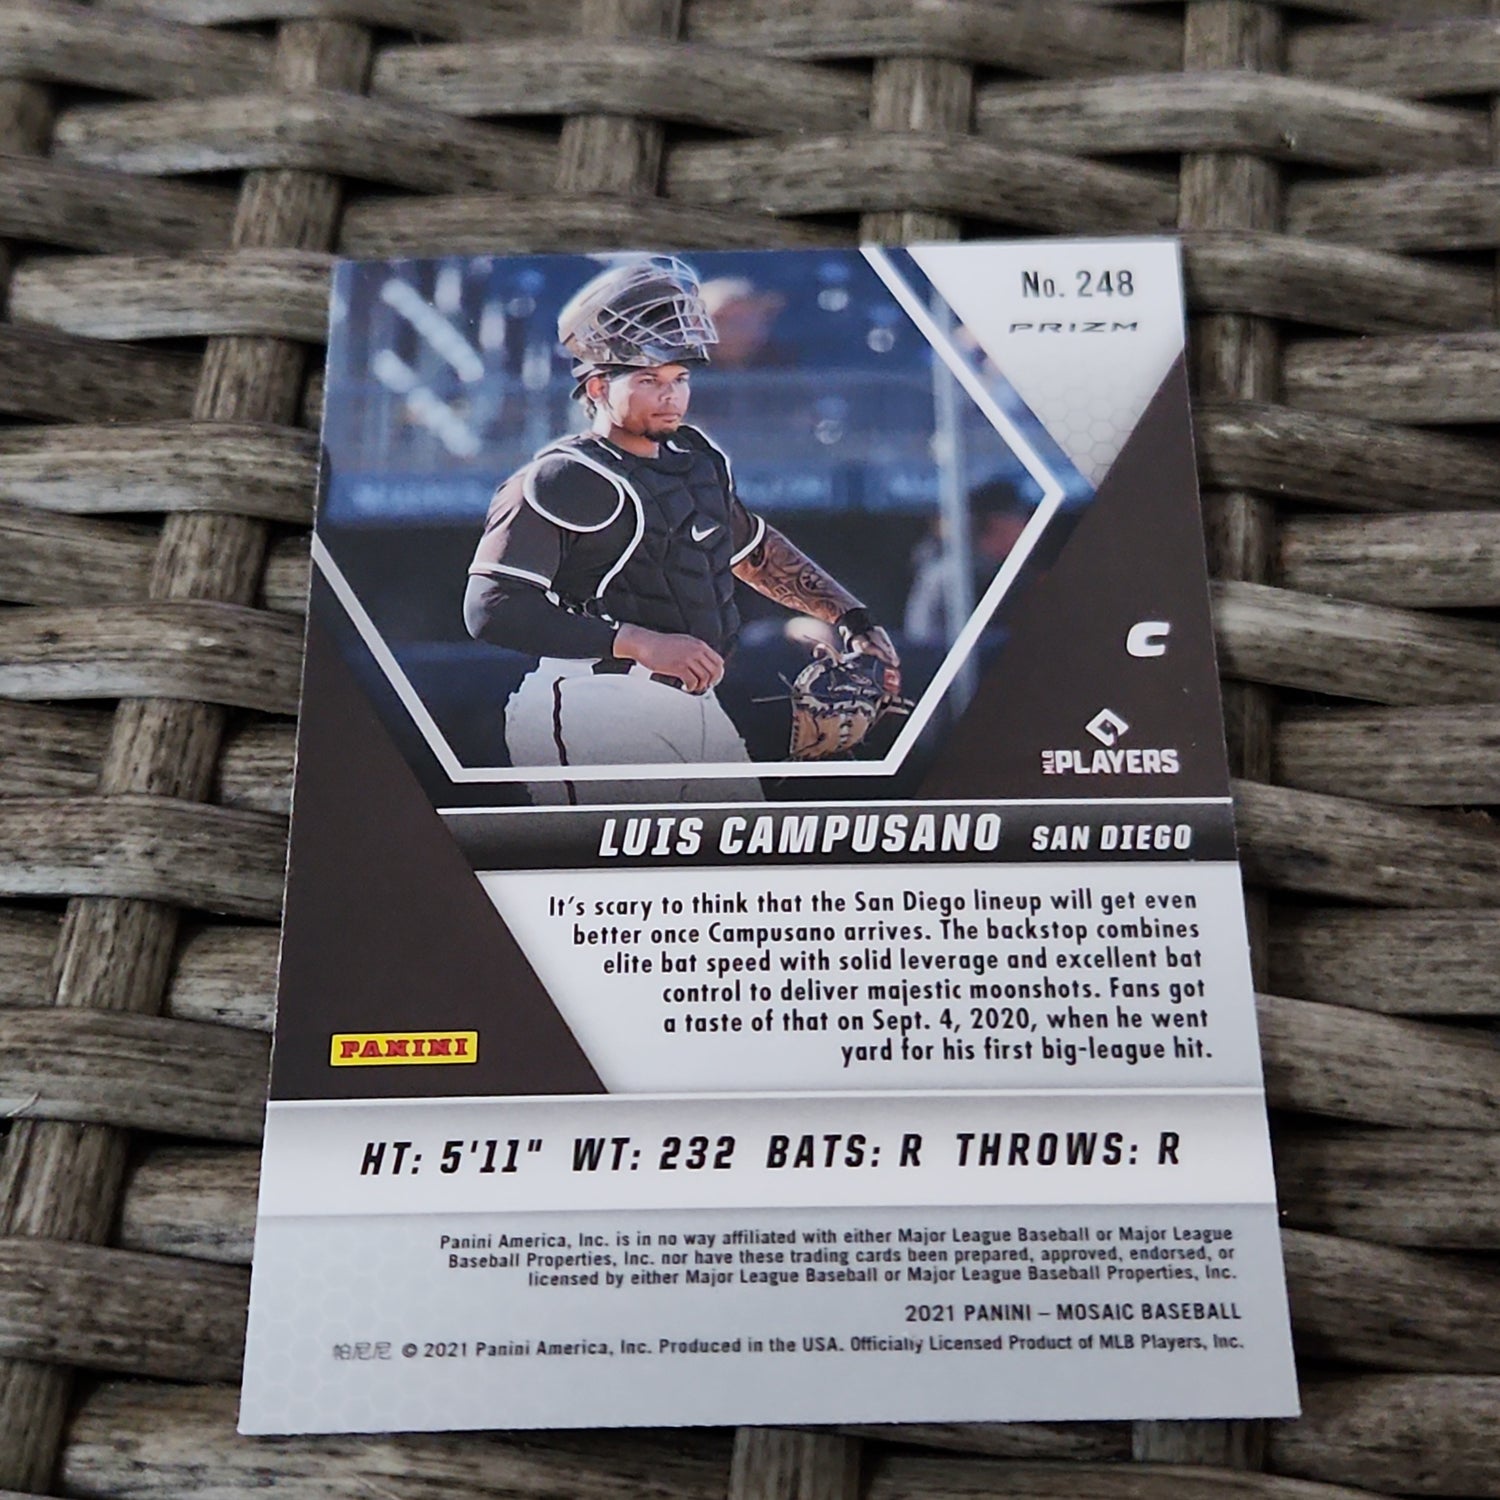 No. 248
PRIZM
C
MLB PLAYERS
LUIS CAMPUSANO SAN DIEGO
It's scary to think that the San Diego lineup will get even
better once Campusano arrives. The backstop combines
elite bat speed with solid leverage and excellent bat
control to deliver majestic moonshots. Fans got
a taste of that on Sept. 4, 2020, when he went
yard for his first big-league hit.
PANINI
HT: 5'11" WT: 232 BATS: R THROWS: R
Panini America, Inc. is in no way affiliated with either Major League Baseball or Major League
Baseball Properties, Inc. nor have these trading cards been prepared, approved, endorsed, or
licensed by either Major League Baseball or Major League Baseball Properties, Inc.
2021 PANINI – MOSAIC BASEBALL
帕尼尼 © 2021 Panini America, Inc. Produced in the USA. Officially Licensed Product of MLB Players, Inc.